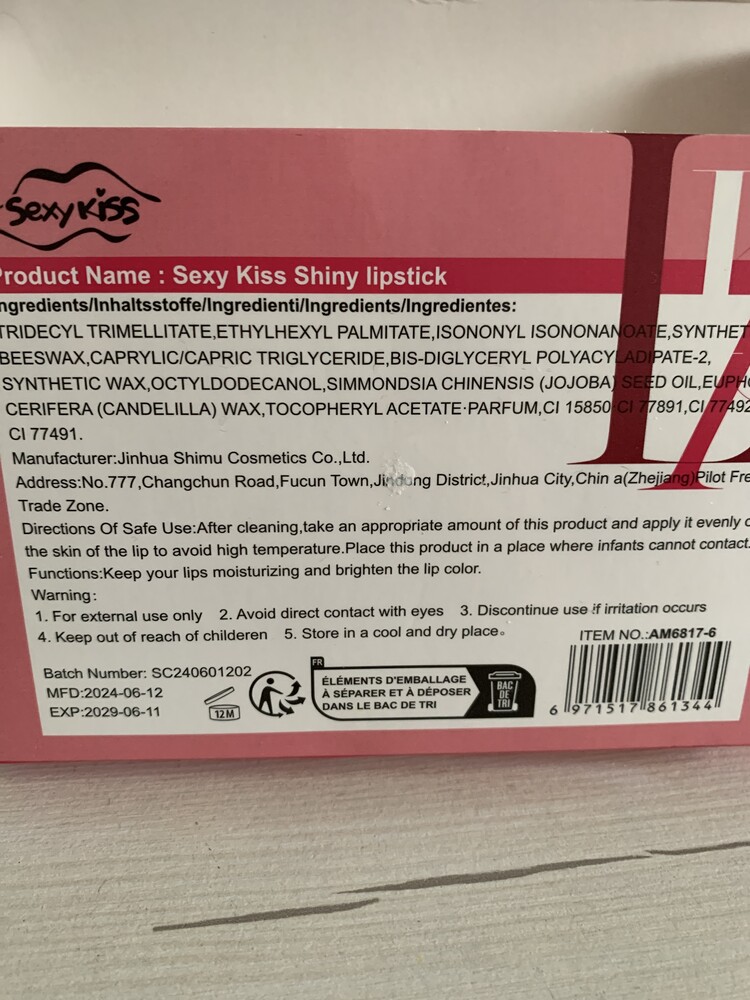 Sexy Kiss
Product Name : Sexy Kiss Shiny lipstick
ngredients/Inhaltsstoffe/Ingredienti/Ingredients/Ingredientes:
TRIDECYL TRIMELLITATE,ETHYLHEXYL PALMITATE,ISONONYL ISONONANOATE,SYNTHET
BEESWAX,CAPRYLIC/CAPRIC TRIGLYCERIDE,BIS-DIGLYCERYL POLYACYLADIPATE-2,
SYNTHETIC WAX,OCTYLDODECANOL,SIMMONDSIA CHINENSIS (JOJOBA) SEED OIL,EUPHO
CERIFERA (CANDELILLA) WAX,TOCOPHERYL ACETATE·PARFUM,CI 15850 CI 77891,CI 77492
CI 77491.
Manufacturer:Jinhua Shimu Cosmetics Co.,Ltd.
Address:No.777,Changchun Road,Fucun Town,Jindong District,Jinhua City,Chin a(Zhejiang)Pilot Fre
Trade Zone.
Directions Of Safe Use:After cleaning,take an appropriate amount of this product and apply it evenly o
the skin of the lip to avoid high temperature.Place this product in a place where infants cannot contact.
Functions:Keep your lips moisturizing and brighten the lip color.
Warning:
1. For external use only 2. Avoid direct contact with eyes 3. Discontinue use if irritation occurs
4. Keep out of reach of childeren 5. Store in a cool and dry place。
ITEM NO.:AM6817-6
Batch Number: SC240601202
MFD:2024-06-12
EXP:2029-06-11
12M
FR
ÉLÉMENTS D'EMBALLAGE
À SÉPARER ET À DÉPOSER
DANS LE BAC DE TRI
BAC
DE
TRI
6 971517 861344